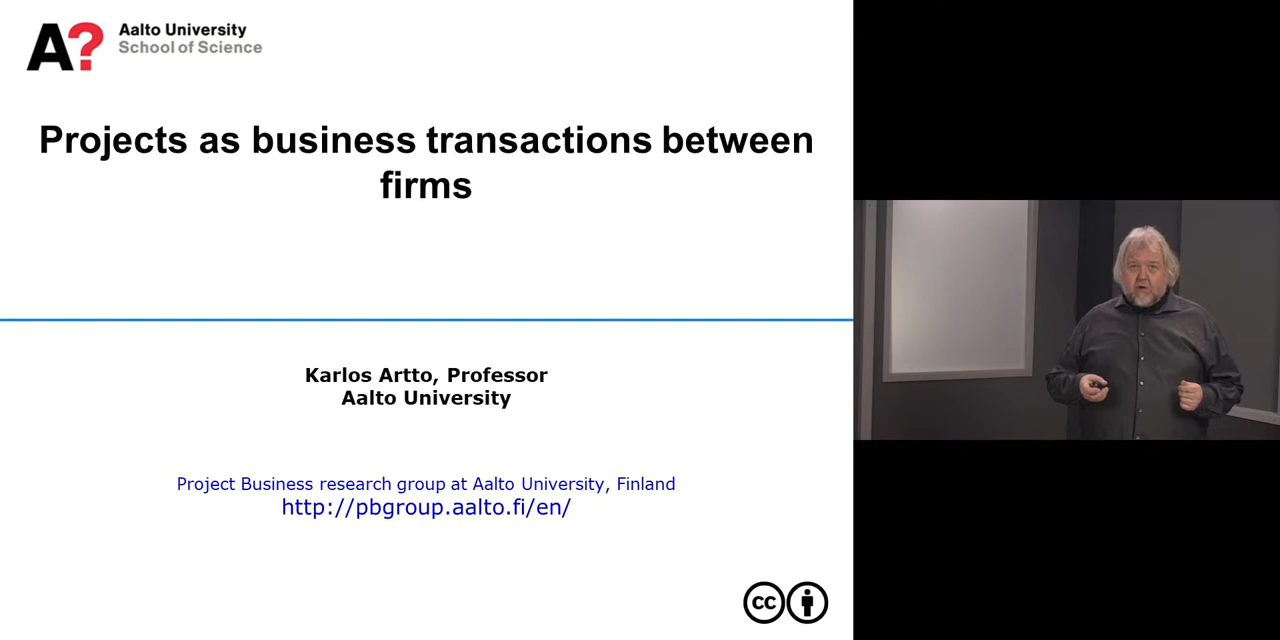 A?
Aalto University
School of Science
Projects as business transactions between
firms
Karlos Artto, Professor
Aalto University
Project Business research group at Aalto University, Finland
http://pbgroup.aalto.fi/en/
cc